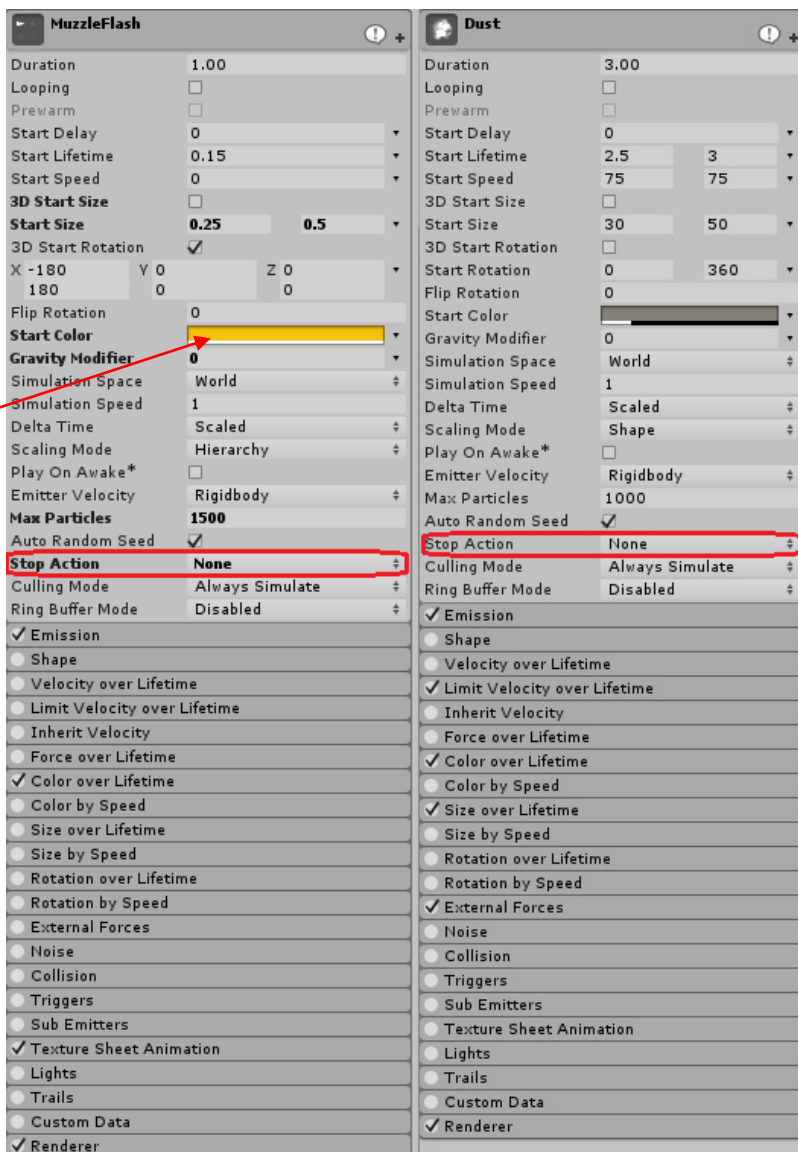 MuzzleFlash
Duration 1.00
Looping
Prewarm
Start Delay 0
Start Lifetime 0.15
Start Speed 0
3D Start Size
Start Size 0.25 0.5
3D Start Rotation
X -180 Y 0 Z 0
180 0 0
Flip Rotation 0
Start Color
Gravity Modifier 0
Simulation Space World
Simulation Speed 1
Delta Time Scaled
Scaling Mode Hierarchy
Play On Awake*
Emitter Velocity Rigidbody
Max Particles 1500
Auto Random Seed
Stop Action None
Culling Mode Always Simulate
Ring Buffer Mode Disabled
Emission
Shape
Velocity over Lifetime
Limit Velocity over Lifetime
Inherit Velocity
Force over Lifetime
Color over Lifetime
Color by Speed
Size over Lifetime
Size by Speed
Rotation over Lifetime
Rotation by Speed
External Forces
Noise
Collision
Triggers
Sub Emitters
Texture Sheet Animation
Lights
Trails
Custom Data
Renderer
Dust
Duration 3.00
Looping
Prewarm
Start Delay 0
Start Lifetime 2.5 3
Start Speed 75 75
3D Start Size
Start Size 30 50
3D Start Rotation
Start Rotation 0 360
Flip Rotation 0
Start Color
Gravity Modifier 0
Simulation Space World
Simulation Speed 1
Delta Time Scaled
Scaling Mode Shape
Play On Awake*
Emitter Velocity Rigidbody
Max Particles 1000
Auto Random Seed
Stop Action None
Culling Mode Always Simulate
Ring Buffer Mode Disabled
Emission
Shape
Velocity over Lifetime
Limit Velocity over Lifetime
Inherit Velocity
Force over Lifetime
Color over Lifetime
Color by Speed
Size over Lifetime
Size by Speed
Rotation over Lifetime
Rotation by Speed
External Forces
Noise
Collision
Triggers
Sub Emitters
Texture Sheet Animation
Lights
Trails
Custom Data
Renderer